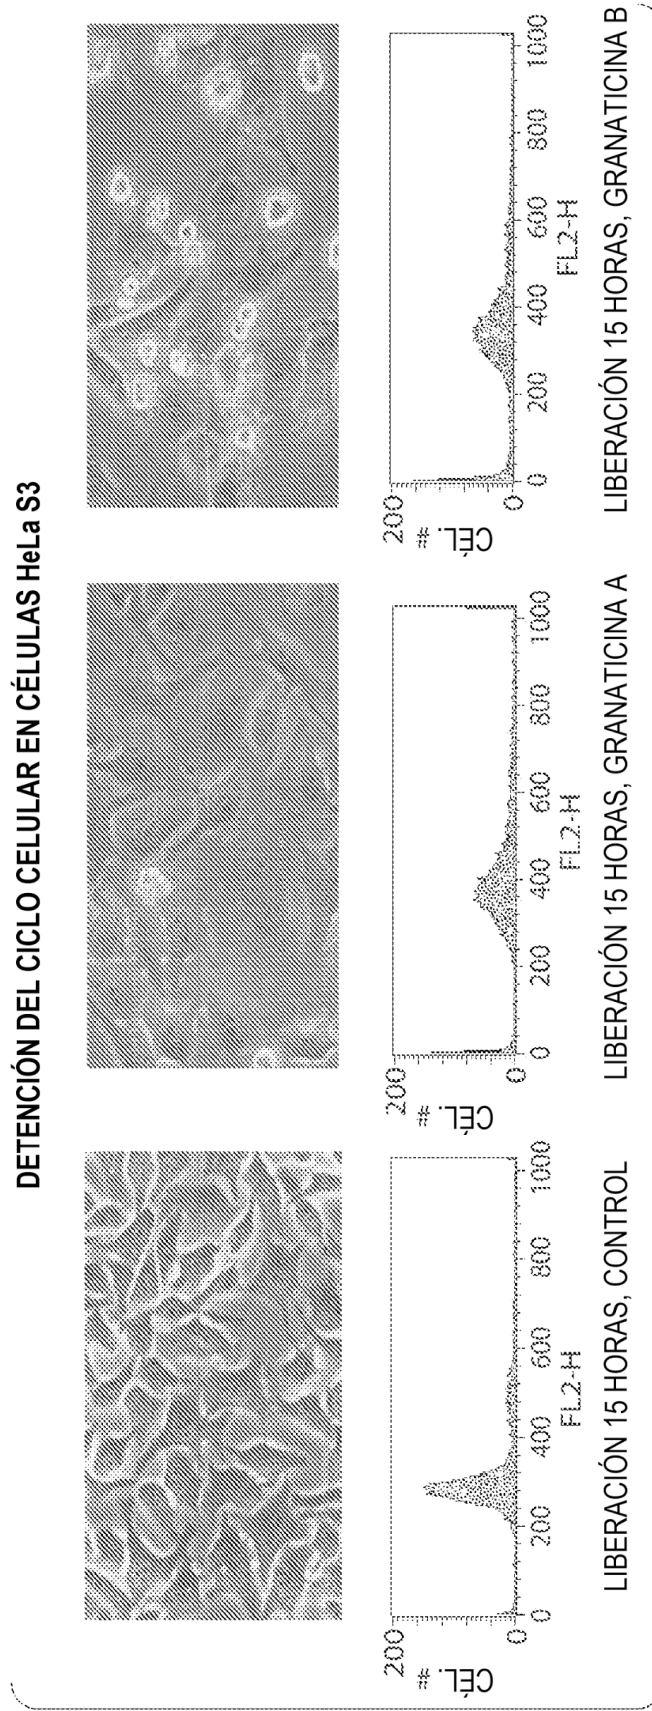 DETENCIÓN DEL CICLO CELULAR EN CÉLULAS HeLa S3
200
CÉL. #
0
0 200 400 600 800 1000
FL2-H
LIBERACIÓN 15 HORAS, CONTROL
200
CÉL. #
0
0 200 400 600 800 1000
FL2-H
LIBERACIÓN 15 HORAS, GRANATICINA A
200
CÉL. #
0
0 200 400 600 800 1000
FL2-H
LIBERACIÓN 15 HORAS, GRANATICINA B